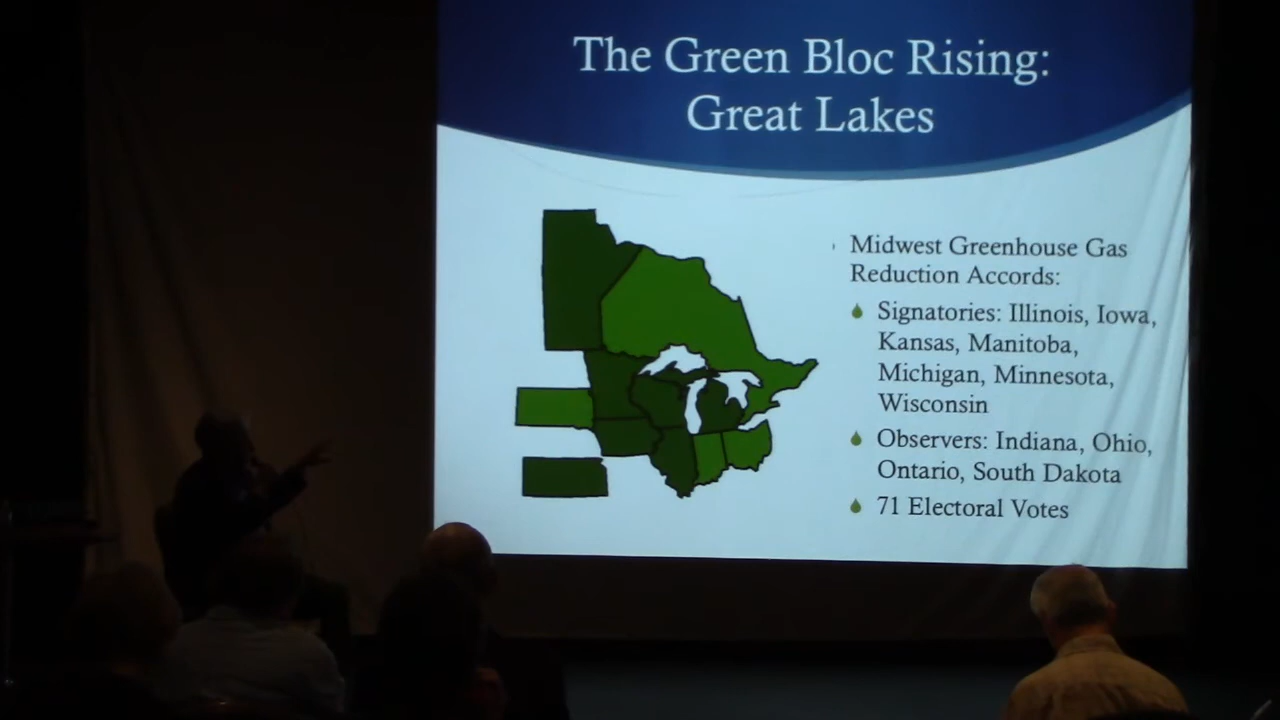 The Green Bloc Rising:
Great Lakes
Midwest Greenhouse Gas
Reduction Accords:
Signatories: Illinois, Iowa,
Kansas, Manitoba,
Michigan, Minnesota,
Wisconsin
Observers: Indiana, Ohio,
Ontario, South Dakota
71 Electoral Votes